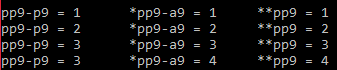 pp9-p9 = 1 *pp9-a9 = 1 **pp9 = 1
pp9-p9 = 2 *pp9-a9 = 2 **pp9 = 2
pp9-p9 = 3 *pp9-a9 = 3 **pp9 = 3
pp9-p9 = 3 *pp9-a9 = 4 **pp9 = 4